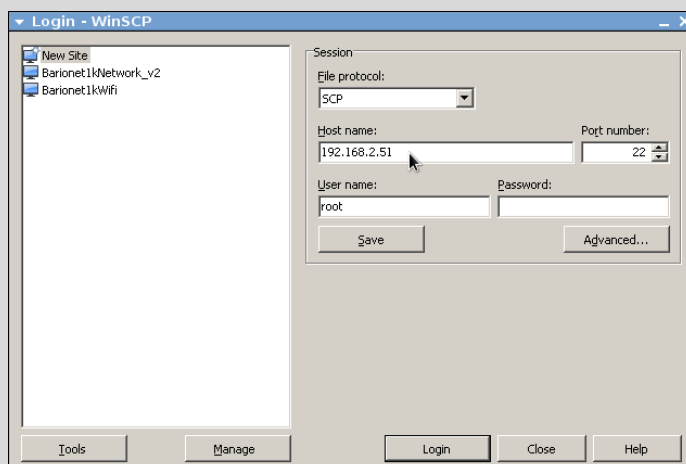 Login - WinSCP
New Site
Barionet1kNetwork_v2
Barionet1kWifi
Session
File protocol:
SCP
Host name: Port number:
192.168.2.51 22
User name: Password:
root
Save Advanced...
Tools Manage Login Close Help